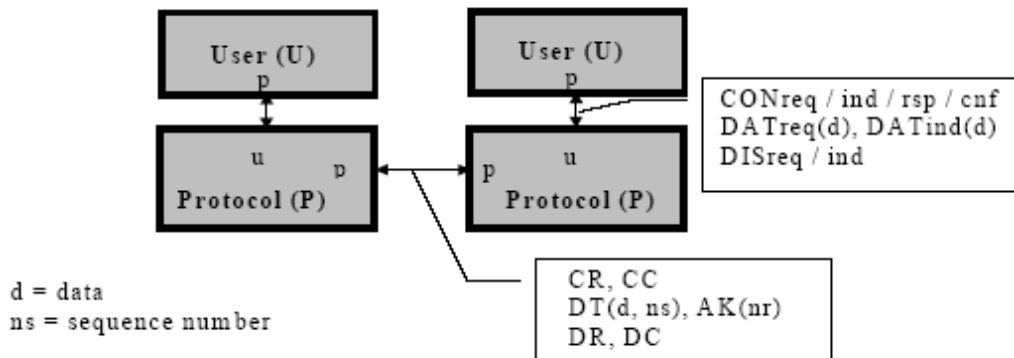 User (U)
p
User (U)
p
CONreq / ind / rsp / cnf
DATreq(d), DATind(d)
DISreq / ind
u
p
Protocol (P)
u
p
Protocol (P)
d = data
ns = sequence number
CR, CC
DT(d, ns), AK(nr)
DR, DC